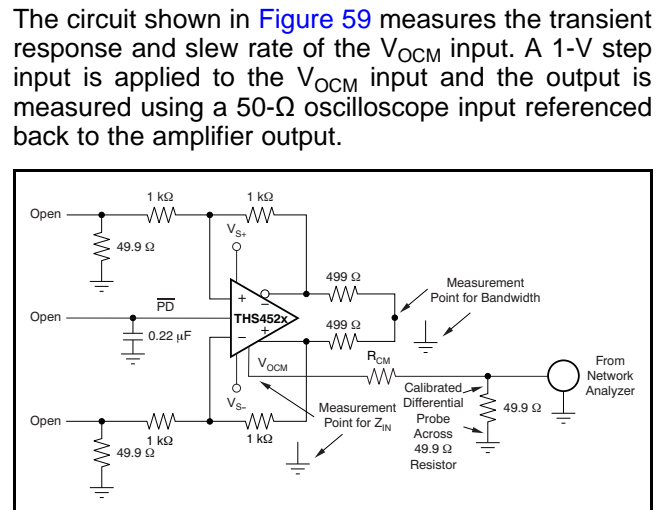 The circuit shown in Figure 59 measures the transient
response and slew rate of the VOCM input. A 1-V step
input is applied to the VOCM input and the output is
measured using a 50-Ω oscilloscope input referenced
back to the amplifier output.
1 kΩ
1 kΩ
Open
VS+
49.9 Ω
499 Ω
Measurement
Point for Bandwidth
+
−
PD
Open
THS452x
0.22 μF
499 Ω
−
+
VOCM
RCM
From
Network
Analyzer
VS−
Calibrated
Differential
Probe
Across
49.9 Ω
Resistor
49.9 Ω
Measurement
Point for ZIN
Open
1 kΩ
1 kΩ
49.9 Ω